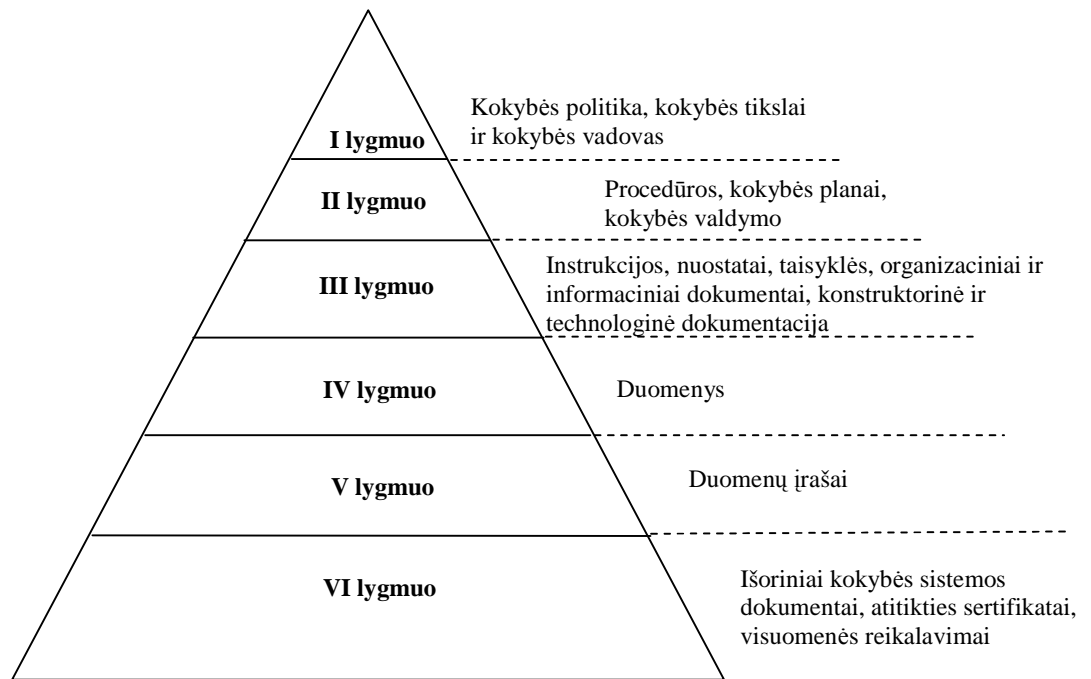 Kokybės politika, kokybės tikslai
ir kokybės vadovas
I lygmuo
Procedūros, kokybės planai,
kokybės valdymo
II lygmuo
Instrukcijos, nuostatai, taisyklės, organizaciniai ir
informaciniai dokumentai, konstruktorinė ir
technologinė dokumentacija
III lygmuo
IV lygmuo
Duomenys
V lygmuo
Duomenų įrašai
VI lygmuo
Išoriniai kokybės sistemos
dokumentai, atitikties sertifikatai,
visuomenės reikalavimai